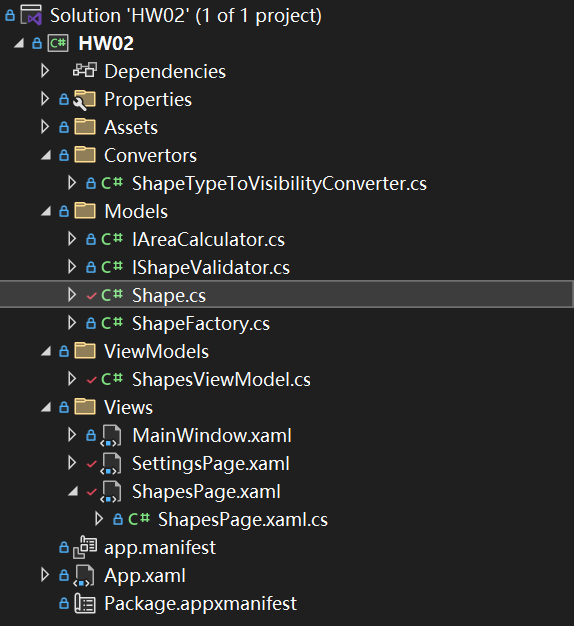 Solution 'HW02' (1 of 1 project)
C# HW02
Dependencies
Properties
Assets
Convertors
C# ShapeTypeToVisibilityConverter.cs
Models
C# IAreaCalculator.cs
C# IShapeValidator.cs
C# Shape.cs
C# ShapeFactory.cs
ViewModels
C# ShapesViewModel.cs
Views
MainWindow.xaml
SettingsPage.xaml
ShapesPage.xaml
C# ShapesPage.xaml.cs
app.manifest
App.xaml
Package.appxmanifest